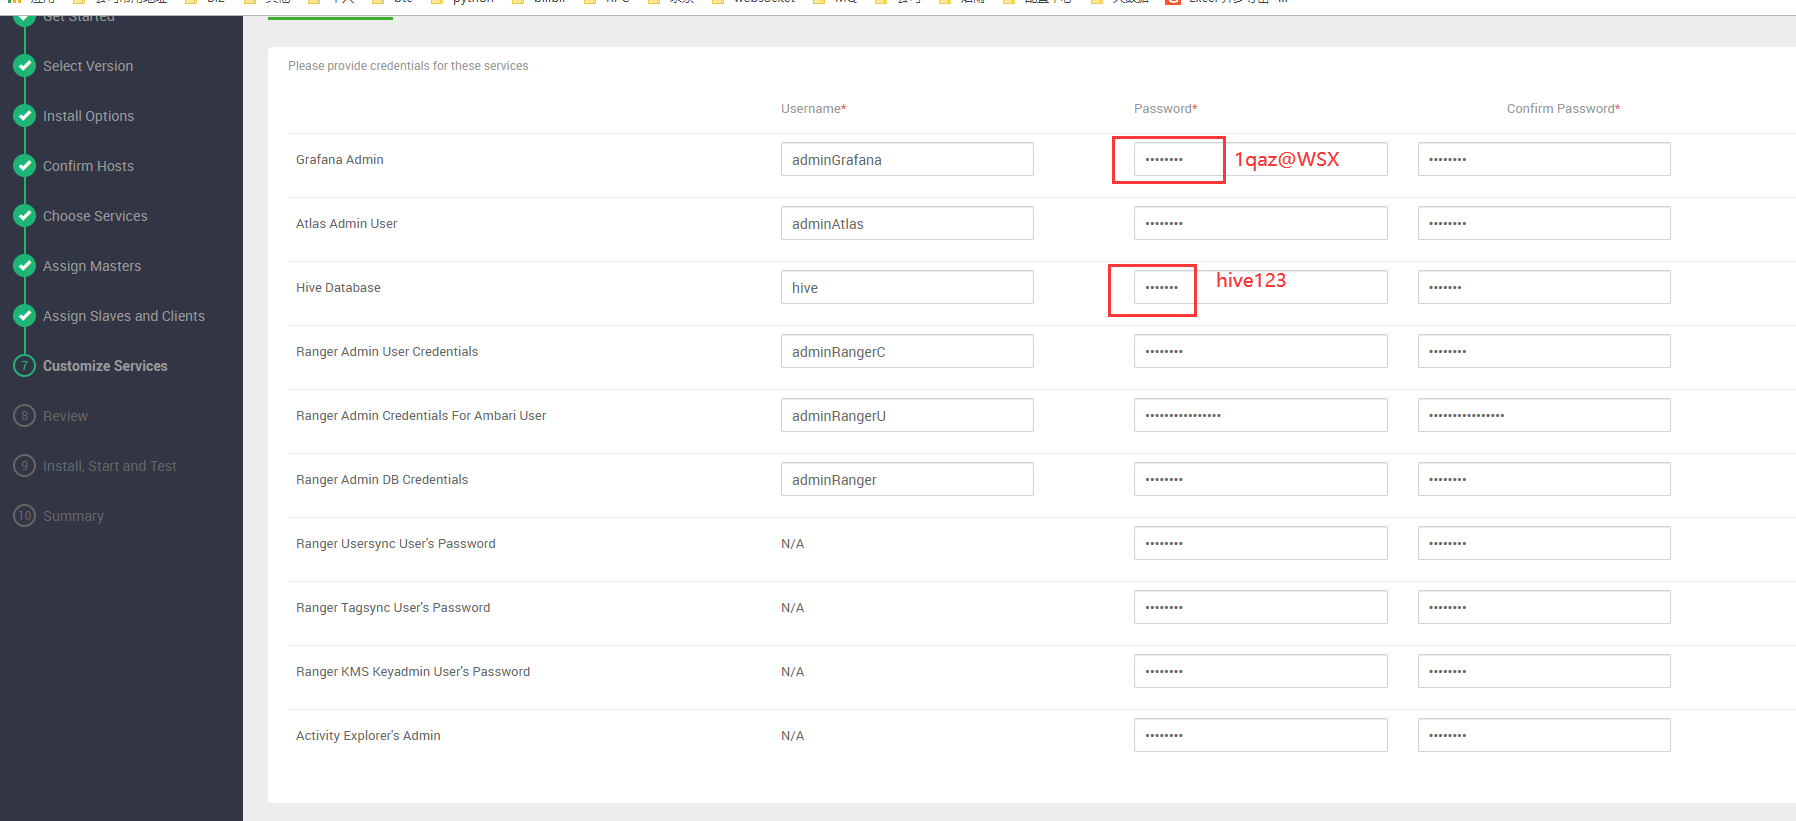 python
Get Started
Select Version
Install Options
Confirm Hosts
Choose Services
Assign Masters
Assign Slaves and Clients
7 Customize Services
8 Review
9 Install, Start and Test
10 Summary
Please provide credentials for these services
Username* Password* Confirm Password*
Grafana Admin adminGrafana •••••••• 1qaz@WSX ••••••••
Atlas Admin User adminAtlas •••••••• ••••••••
Hive Database hive ••••••• hive123 •••••••
Ranger Admin User Credentials adminRangerC •••••••• ••••••••
Ranger Admin Credentials For Ambari User adminRangerU •••••••••••••••• ••••••••••••••••
Ranger Admin DB Credentials adminRanger •••••••• ••••••••
Ranger Usersync User's Password N/A •••••••• ••••••••
Ranger Tagsync User's Password N/A •••••••• ••••••••
Ranger KMS Keyadmin User's Password N/A •••••••• ••••••••
Activity Explorer's Admin N/A •••••••• ••••••••